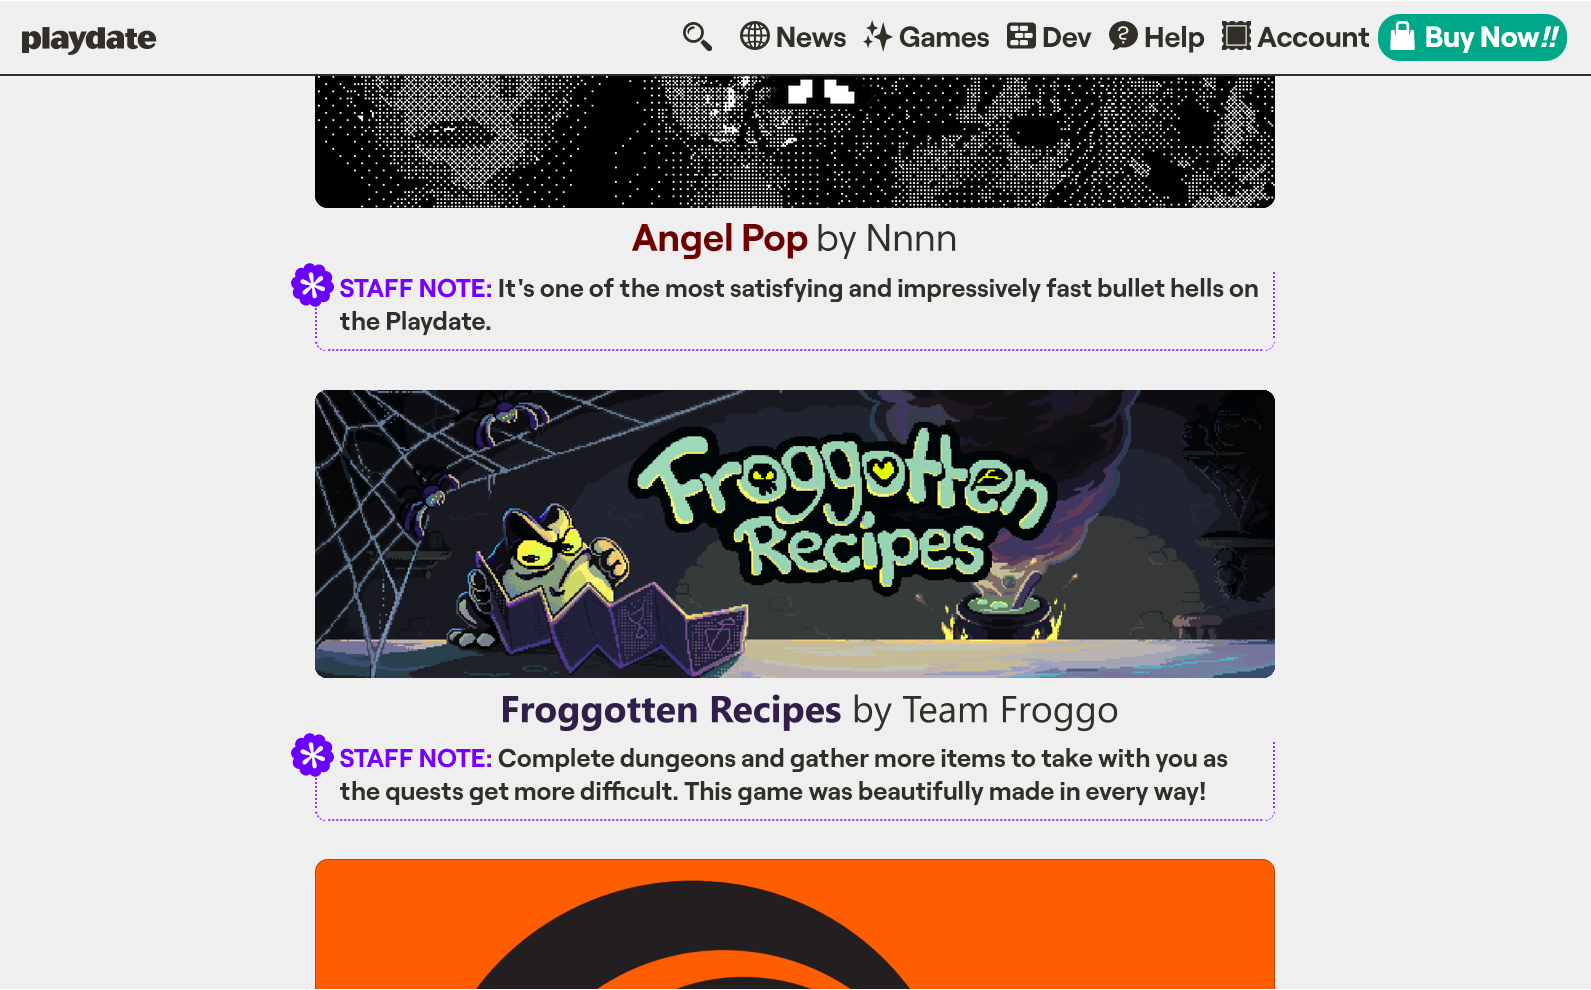 playdate
News
Games
Dev
Help
Account
Buy Now!!
Angel Pop by Nnnn
STAFF NOTE: It's one of the most satisfying and impressively fast bullet hells on
the Playdate.
Froggotten
Recipes
Froggotten Recipes by Team Froggo
STAFF NOTE: Complete dungeons and gather more items to take with you as
the quests get more difficult. This game was beautifully made in every way!